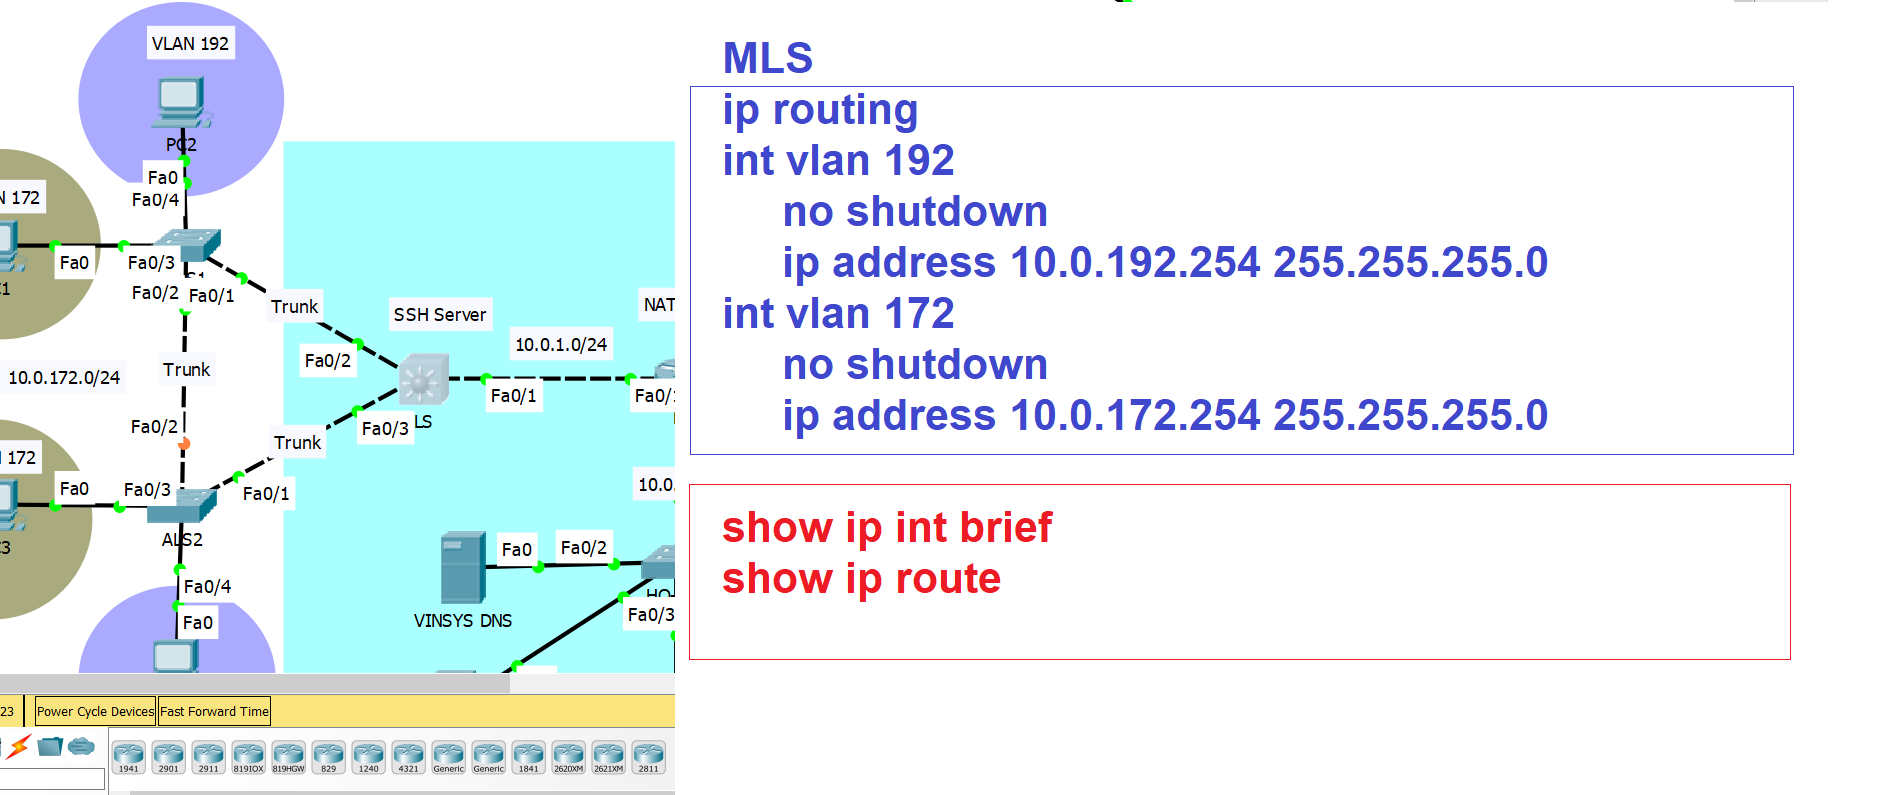 VLAN 192
PC2
Fa0
Fa0/4
N 172
Fa0
Fa0/3
S1
C1
Fa0/2
Fa0/1
Trunk
Fa0/2
SSH Server
NAT
10.0.1.0/24
Fa0/1
Fa0/1
LS
Fa0/3
Trunk
10.0.172.0/24
Fa0/2
Trunk
172
Fa0
Fa0/3
Fa0/1
ALS2
C3
Fa0/4
Fa0
10.0.
Fa0
Fa0/2
HO
VINSYS DNS
Fa0/3
23
Power Cycle Devices
Fast Forward Time
1941
2901
2911
819IOX
819HGW
829
1240
4321
Generic
Generic
1841
2620XM
2621XM
2811
MLS
ip routing
int vlan 192
no shutdown
ip address 10.0.192.254 255.255.255.0
int vlan 172
no shutdown
ip address 10.0.172.254 255.255.255.0
show ip int brief
show ip route